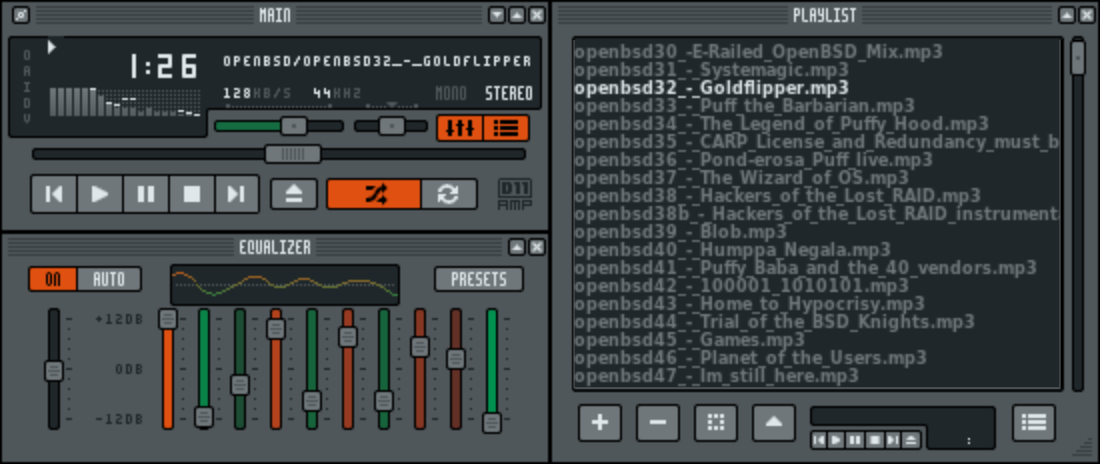 MAIN
O
A
I
D
V
1:26
OPENBSD/OPENBSD32_-_GOLDFLIPPER
128 KB/S 44 KHZ MONO STEREO
D11
AMP
EQUALIZER
ON AUTO PRESETS
+12DB
0DB
-12DB
PLAYLIST
openbsd30_-E-Railed_OpenBSD_Mix.mp3
openbsd31_-_Systemagic.mp3
openbsd32_-_Goldflipper.mp3
openbsd33_-_Puff_the_Barbarian.mp3
openbsd34_-_The_Legend_of_Puffy_Hood.mp3
openbsd35_-_CARP_License_and_Redundancy_must_b
openbsd36_-_Pond-erosa_Puff_live.mp3
openbsd37_-_The_Wizard_of_OS.mp3
openbsd38_-_Hackers_of_the_Lost_RAID.mp3
openbsd38b_-_Hackers_of_the_Lost_RAID_instrument
openbsd39_-_Blob.mp3
openbsd40_-_Humppa_Negala.mp3
openbsd41_-_Puffy_Baba_and_the_40_vendors.mp3
openbsd42_-_100001_1010101.mp3
openbsd43_-_Home_to_Hypocrisy.mp3
openbsd44_-_Trial_of_the_BSD_Knights.mp3
openbsd45_-_Games.mp3
openbsd46_-_Planet_of_the_Users.mp3
openbsd47_-_Im_still_here.mp3
: